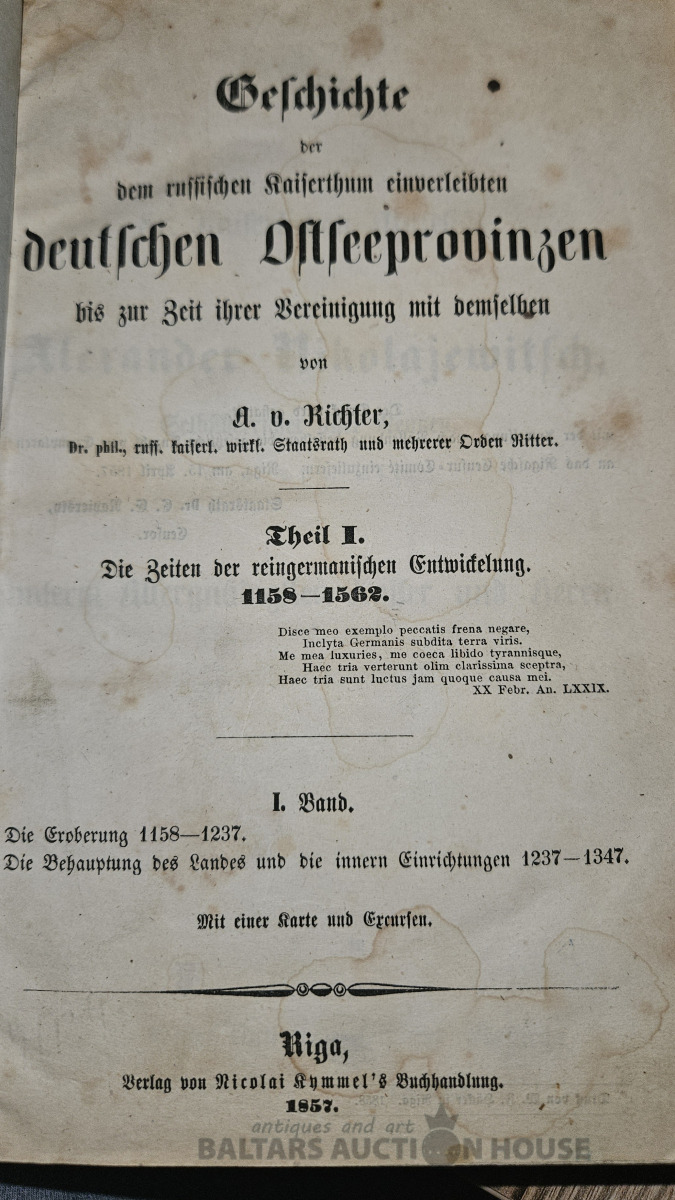 Geschichte
der
dem russischen Kaiserthum einverleibten
deutschen Ostseeprovinzen
bis zur Zeit ihrer Vereinigung mit demselben
von
A. v. Richter,
Dr. phil., russ. kaiserl. wirkl. Staatsrath und mehrerer Orden Ritter.
Theil I.
Die Zeiten der reingermanischen Entwickelung.
1158—1562.
Disce meo exemplo peccatis frena negare,
Inclyta Germanis subdita terra viris.
Me mea luxuries, me coeca libido tyrannisque,
Haec tria verterunt olim clarissima sceptra,
Haec tria sunt luctus jam quoque causa mei.
XX Febr. An. LXXIX.
I. Band.
Die Eroberung 1158—1237.
Die Behauptung des Landes und die innern Einrichtungen 1237—1347.
Mit einer Karte und Excursen.
Riga,
Verlag von Nicolai Kymmel's Buchhandlung.
1857.
antiques and art
BALTARS AUCTION HOUSE